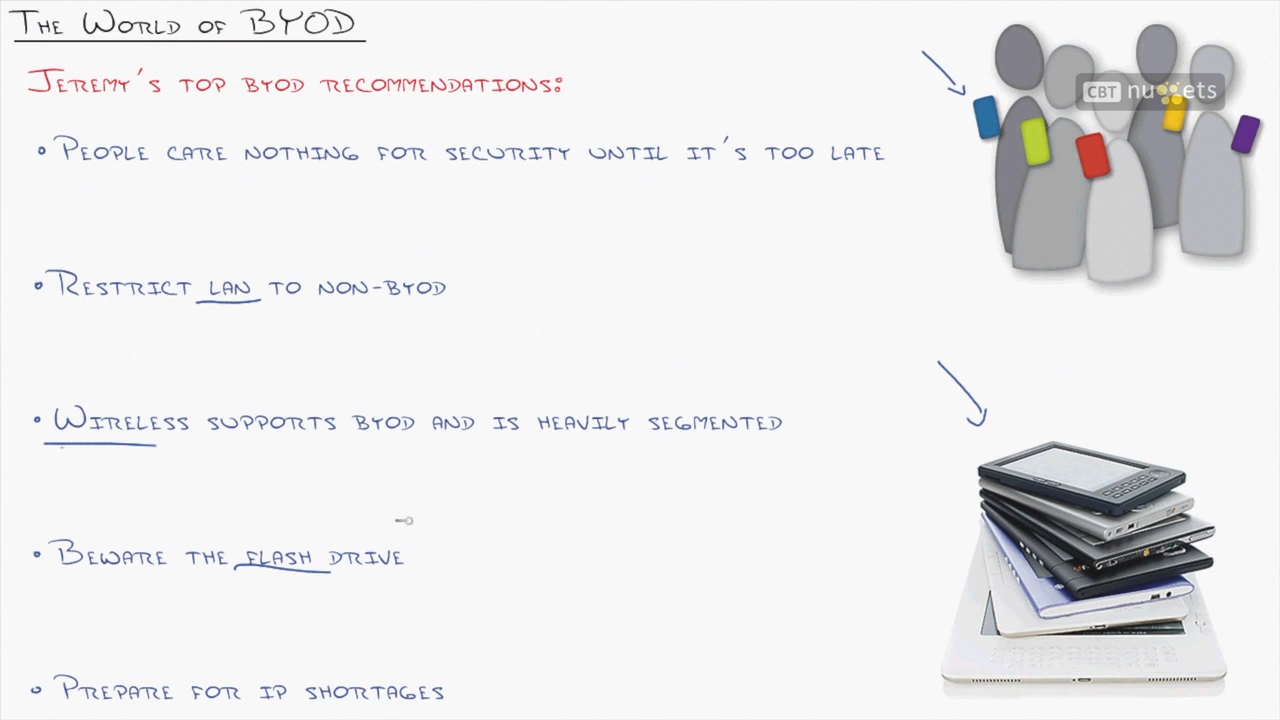 The World of BYOD
Jeremy's top BYOD recommendations:
• People care nothing for security until it's too late
• Restrict LAN to non-BYOD
• Wireless supports BYOD and is heavily segmented
• Beware the flash drive
• Prepare for IP shortages
CBT nuggets